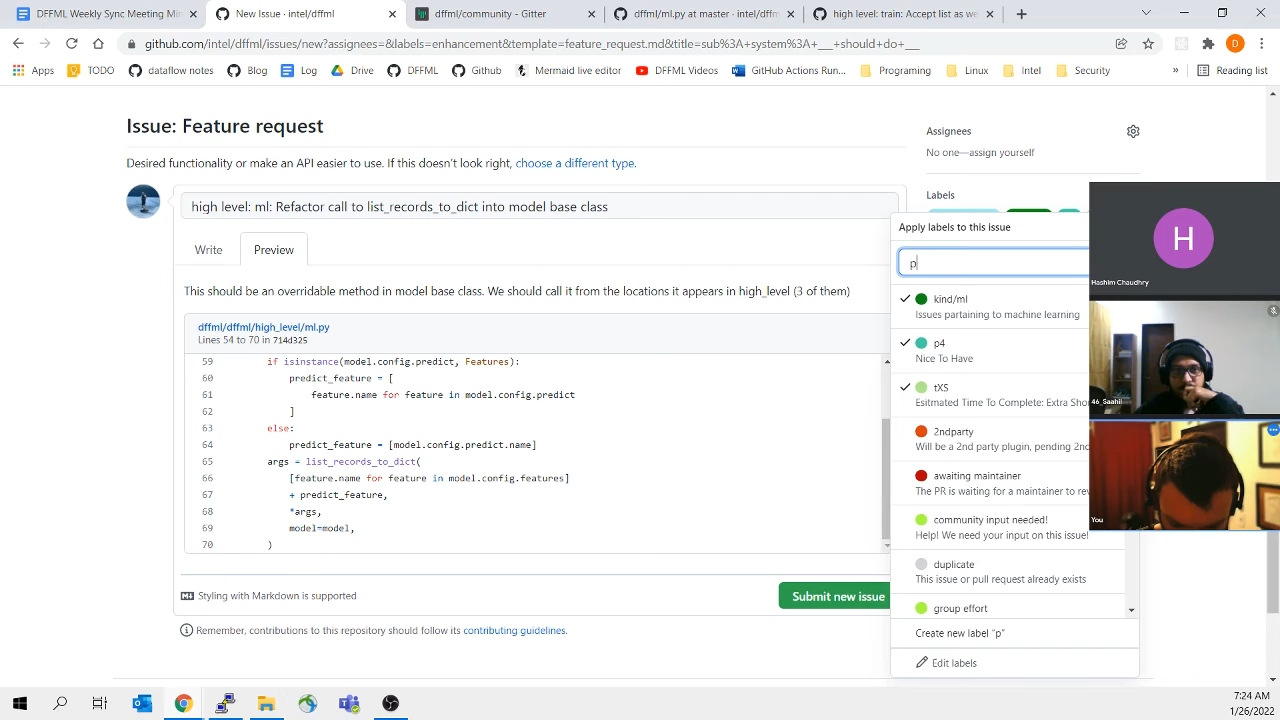 DFFML Weekly Sync Meeting Min
New Issue · intel/dffml
dffml/community - Gitter
dffml/ml.py at main · intel/dffml
high level: train: Accept list as we
github.com/intel/dffml/issues/new?assignees=&labels=enhancement&template=feature_request.md&title=sub%3A+system%3A+__+should+do+__
D
Apps
TODO
dataflow notes
Blog
Log
Drive
DFFML
Github
Mermaid live editor
DFFML Videos
GitHub Actions Run...
Programing
Linux
Intel
Security
»
Reading list
Issue: Feature request
Desired functionality or make an API easier to use. If this doesn't look right, choose a different type.
high level: ml: Refactor call to list_records_to_dict into model base class
Write
Preview
This should be an overridable method in model base class. We should call it from the locations it appears in high_level (3 of them)
dffml/dffml/high_level/ml.py
Lines 54 to 70 in 714d325
59 if isinstance(model.config.predict, Features):
60 predict_feature = [
61 feature.name for feature in model.config.predict
62 ]
63 else:
64 predict_feature = [model.config.predict.name]
65 args = list_records_to_dict(
66 [feature.name for feature in model.config.features]
67 + predict_feature,
68 *args,
69 model=model,
70 )
Styling with Markdown is supported
Submit new issue
Remember, contributions to this repository should follow its contributing guidelines.
Assignees
No one—assign yourself
Labels
Apply labels to this issue
p
kind/ml
Issues pertaining to machine learning
p4
Nice To Have
tXS
Esitmated Time To Complete: Extra Shor
2ndparty
Will be a 2nd party plugin, pending 2nd
awaiting maintainer
The PR is waiting for a maintainer to rev
community input needed!
Help! We need your input on this issue!
duplicate
This issue or pull request already exists
group effort
Create new label "p"
Edit labels
H
Hashim Chaudhry
46_Saahil
You
7:24 AM
1/26/2022